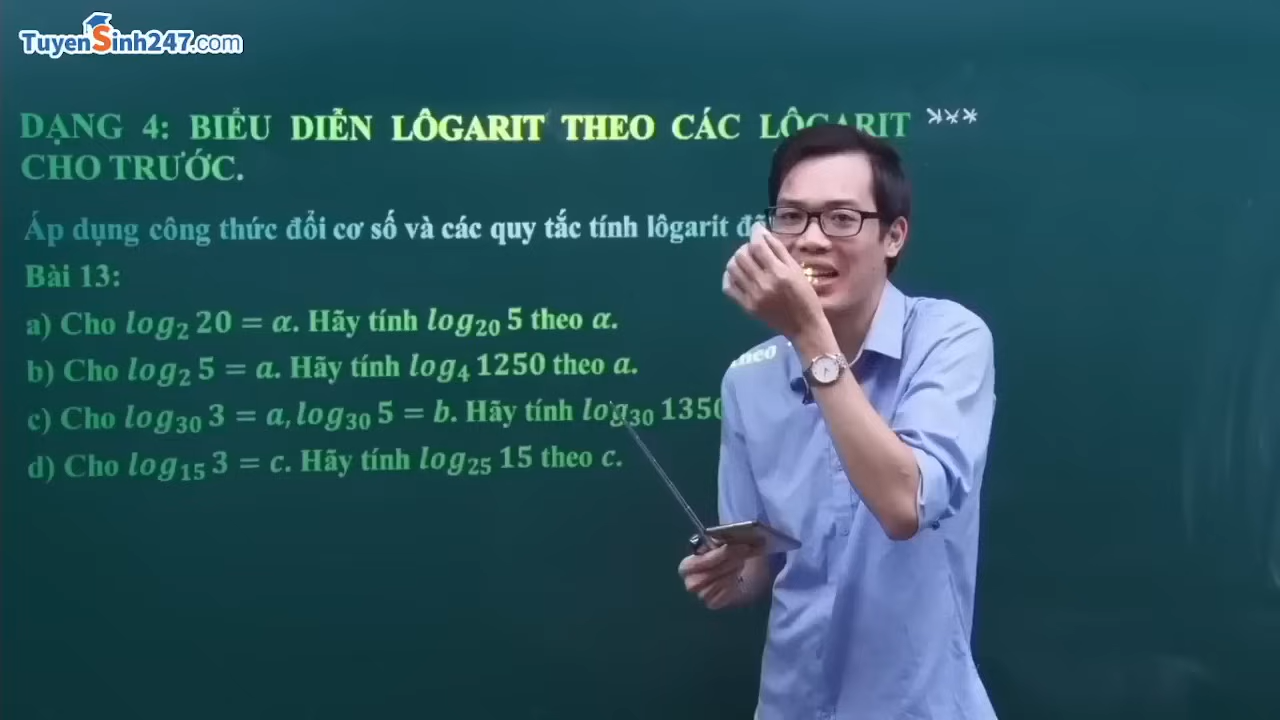 TuyenSinh247.com
DẠNG 4: BIỂU DIỄN LÔGARIT THEO CÁC LÔGARIT ***
CHO TRƯỚC.
Áp dụng công thức đổi cơ số và các quy tắc tính lôgarit
Bài 13:
a) Cho log₂ 20 = α. Hãy tính log₂₀ 5 theo α.
b) Cho log₂ 5 = a. Hãy tính log₄ 1250 theo a.
c) Cho log₃₀ 3 = a, log₃₀ 5 = b. Hãy tính log₃₀ 1350 theo
d) Cho log₁₅ 3 = c. Hãy tính log₂₅ 15 theo c.